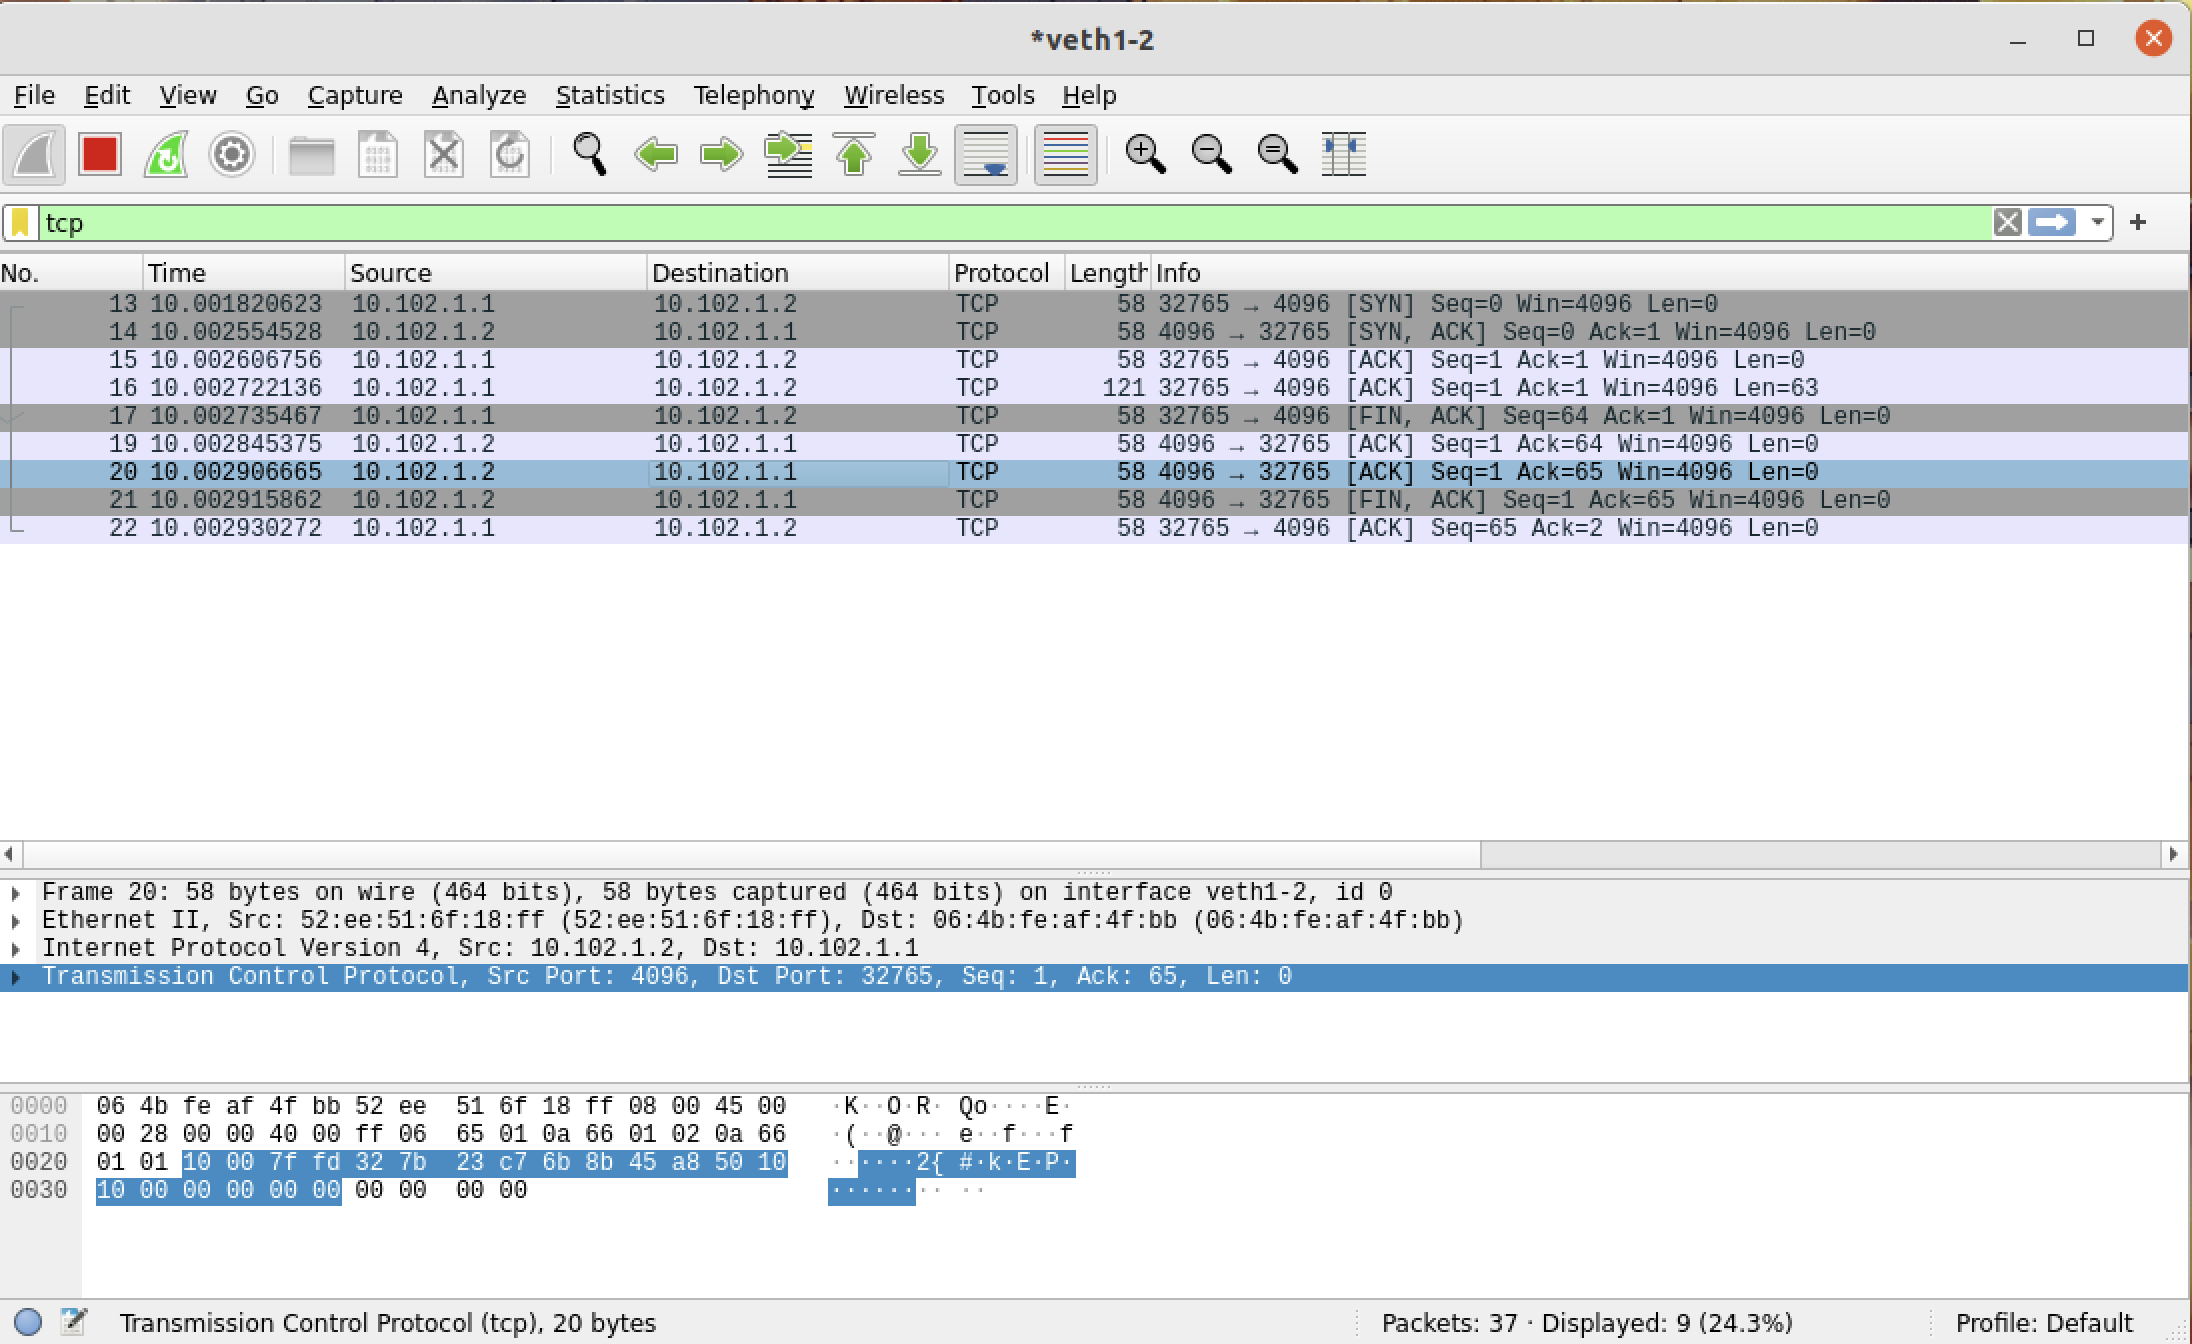 *veth1-2
File Edit View Go Capture Analyze Statistics Telephony Wireless Tools Help
tcp
No. Time Source Destination Protocol Length Info
13 10.001820623 10.102.1.1 10.102.1.2 TCP 58 32765 → 4096 [SYN] Seq=0 Win=4096 Len=0
14 10.002554528 10.102.1.2 10.102.1.1 TCP 58 4096 → 32765 [SYN, ACK] Seq=0 Ack=1 Win=4096 Len=0
15 10.002606756 10.102.1.1 10.102.1.2 TCP 58 32765 → 4096 [ACK] Seq=1 Ack=1 Win=4096 Len=0
16 10.002722136 10.102.1.1 10.102.1.2 TCP 121 32765 → 4096 [ACK] Seq=1 Ack=1 Win=4096 Len=63
17 10.002735467 10.102.1.1 10.102.1.2 TCP 58 32765 → 4096 [FIN, ACK] Seq=64 Ack=1 Win=4096 Len=0
19 10.002845375 10.102.1.2 10.102.1.1 TCP 58 4096 → 32765 [ACK] Seq=1 Ack=64 Win=4096 Len=0
20 10.002906665 10.102.1.2 10.102.1.1 TCP 58 4096 → 32765 [ACK] Seq=1 Ack=65 Win=4096 Len=0
21 10.002915862 10.102.1.2 10.102.1.1 TCP 58 4096 → 32765 [FIN, ACK] Seq=1 Ack=65 Win=4096 Len=0
22 10.002930272 10.102.1.1 10.102.1.2 TCP 58 32765 → 4096 [ACK] Seq=65 Ack=2 Win=4096 Len=0
Frame 20: 58 bytes on wire (464 bits), 58 bytes captured (464 bits) on interface veth1-2, id 0
Ethernet II, Src: 52:ee:51:6f:18:ff (52:ee:51:6f:18:ff), Dst: 06:4b:fe:af:4f:bb (06:4b:fe:af:4f:bb)
Internet Protocol Version 4, Src: 10.102.1.2, Dst: 10.102.1.1
Transmission Control Protocol, Src Port: 4096, Dst Port: 32765, Seq: 1, Ack: 65, Len: 0
0000 06 4b fe af 4f bb 52 ee 51 6f 18 ff 08 00 45 00 ·K··O·R· Qo····E·
0010 00 28 00 00 40 00 ff 06 65 01 0a 66 01 02 0a 66 ·(··@··· e··f···f
0020 01 01 10 00 7f fd 32 7b 23 c7 6b 8b 45 a8 50 10 ······2{ #·k·E·P·
0030 10 00 00 00 00 00 00 00 00 00 ········ ··
Transmission Control Protocol (tcp), 20 bytes Packets: 37 · Displayed: 9 (24.3%) Profile: Default